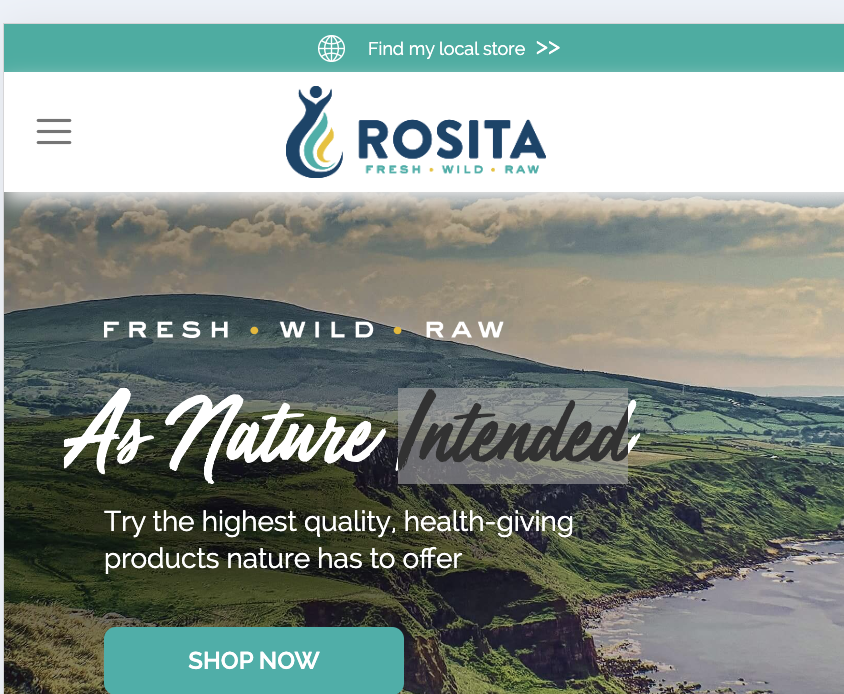 Find my local store >>
ROSITA
FRESH • WILD • RAW
FRESH • WILD • RAW
As Nature Intended
Try the highest quality, health-giving
products nature has to offer
SHOP NOW